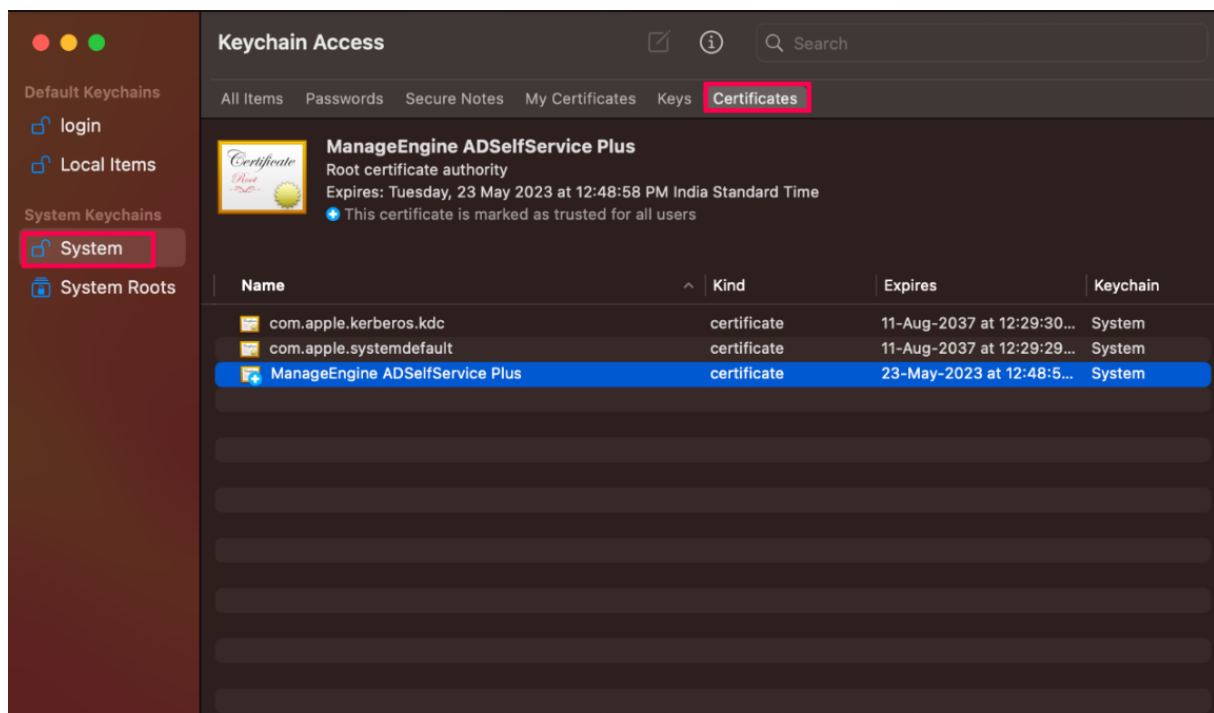 Keychain Access
Search
Default Keychains
login
Local Items
System Keychains
System
System Roots
All Items Passwords Secure Notes My Certificates Keys Certificates
Certificate
Root
ManageEngine ADSelfService Plus
Root certificate authority
Expires: Tuesday, 23 May 2023 at 12:48:58 PM India Standard Time
This certificate is marked as trusted for all users
Name Kind Expires Keychain
com.apple.kerberos.kdc certificate 11-Aug-2037 at 12:29:30... System
com.apple.systemdefault certificate 11-Aug-2037 at 12:29:29... System
ManageEngine ADSelfService Plus certificate 23-May-2023 at 12:48:5... System